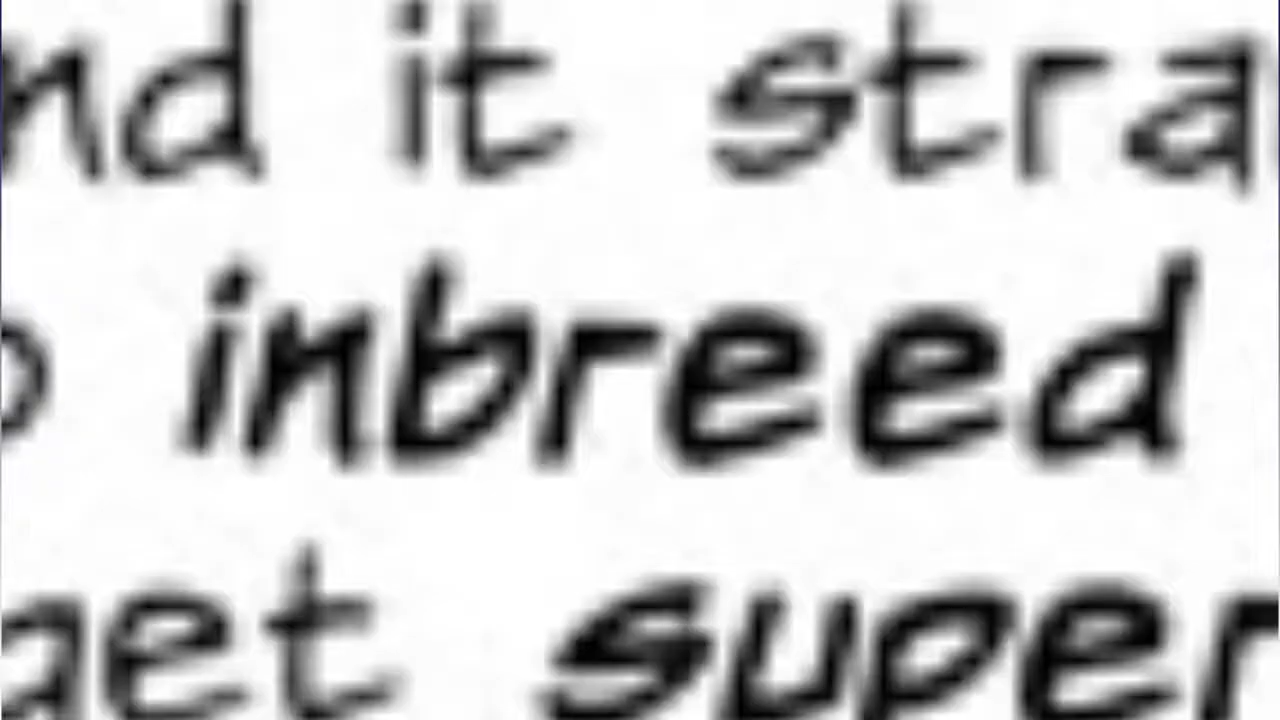 nd it stra
o inbreed
get super